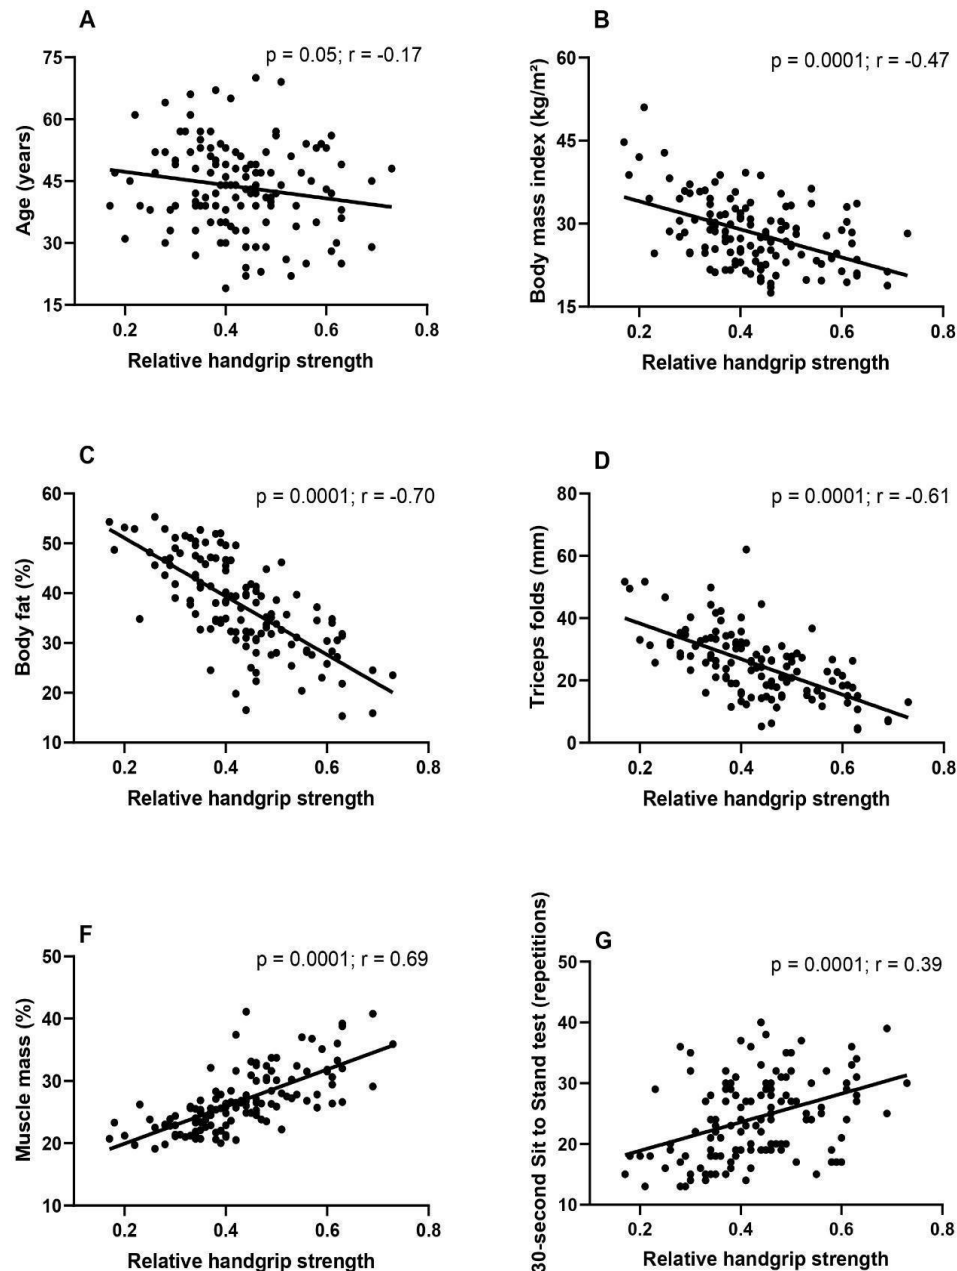 A
p = 0.05; r = -0.17
Age (years)
75
60
45
30
15
0.2 0.4 0.6 0.8
Relative handgrip strength
B
p = 0.0001; r = -0.47
Body mass index (kg/m²)
60
45
30
15
0.2 0.4 0.6 0.8
Relative handgrip strength
C
p = 0.0001; r = -0.70
Body fat (%)
60
50
40
30
20
10
0.2 0.4 0.6 0.8
Relative handgrip strength
D
p = 0.0001; r = -0.61
Triceps folds (mm)
80
60
40
20
0
0.2 0.4 0.6 0.8
Relative handgrip strength
F
p = 0.0001; r = 0.69
Muscle mass (%)
50
40
30
20
10
0.2 0.4 0.6 0.8
Relative handgrip strength
G
p = 0.0001; r = 0.39
30-second Sit to Stand test (repetitions)
50
40
30
20
10
0.2 0.4 0.6 0.8
Relative handgrip strength